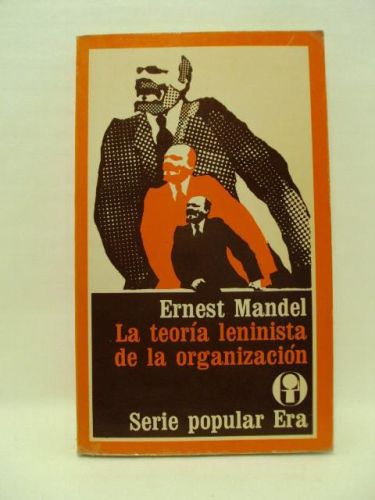 Ernest Mandel
La teoría leninista
de la organización
Serie popular Era